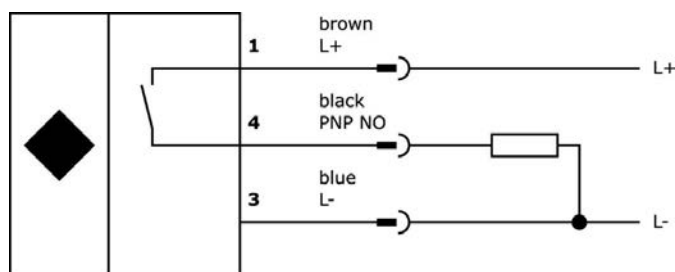 brown
1 L+
L+
black
4 PNP NO
blue
3 L-
L-